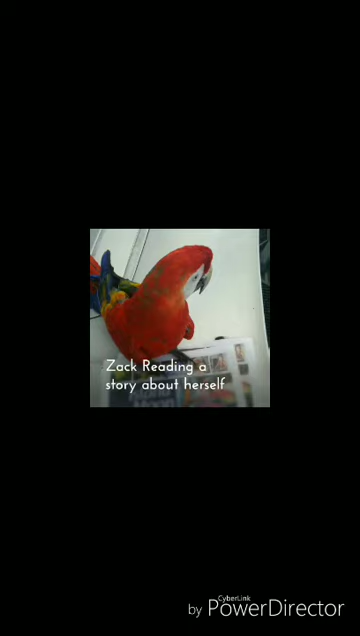 Zack Reading a
story about herself
CyberLink
by PowerDirector